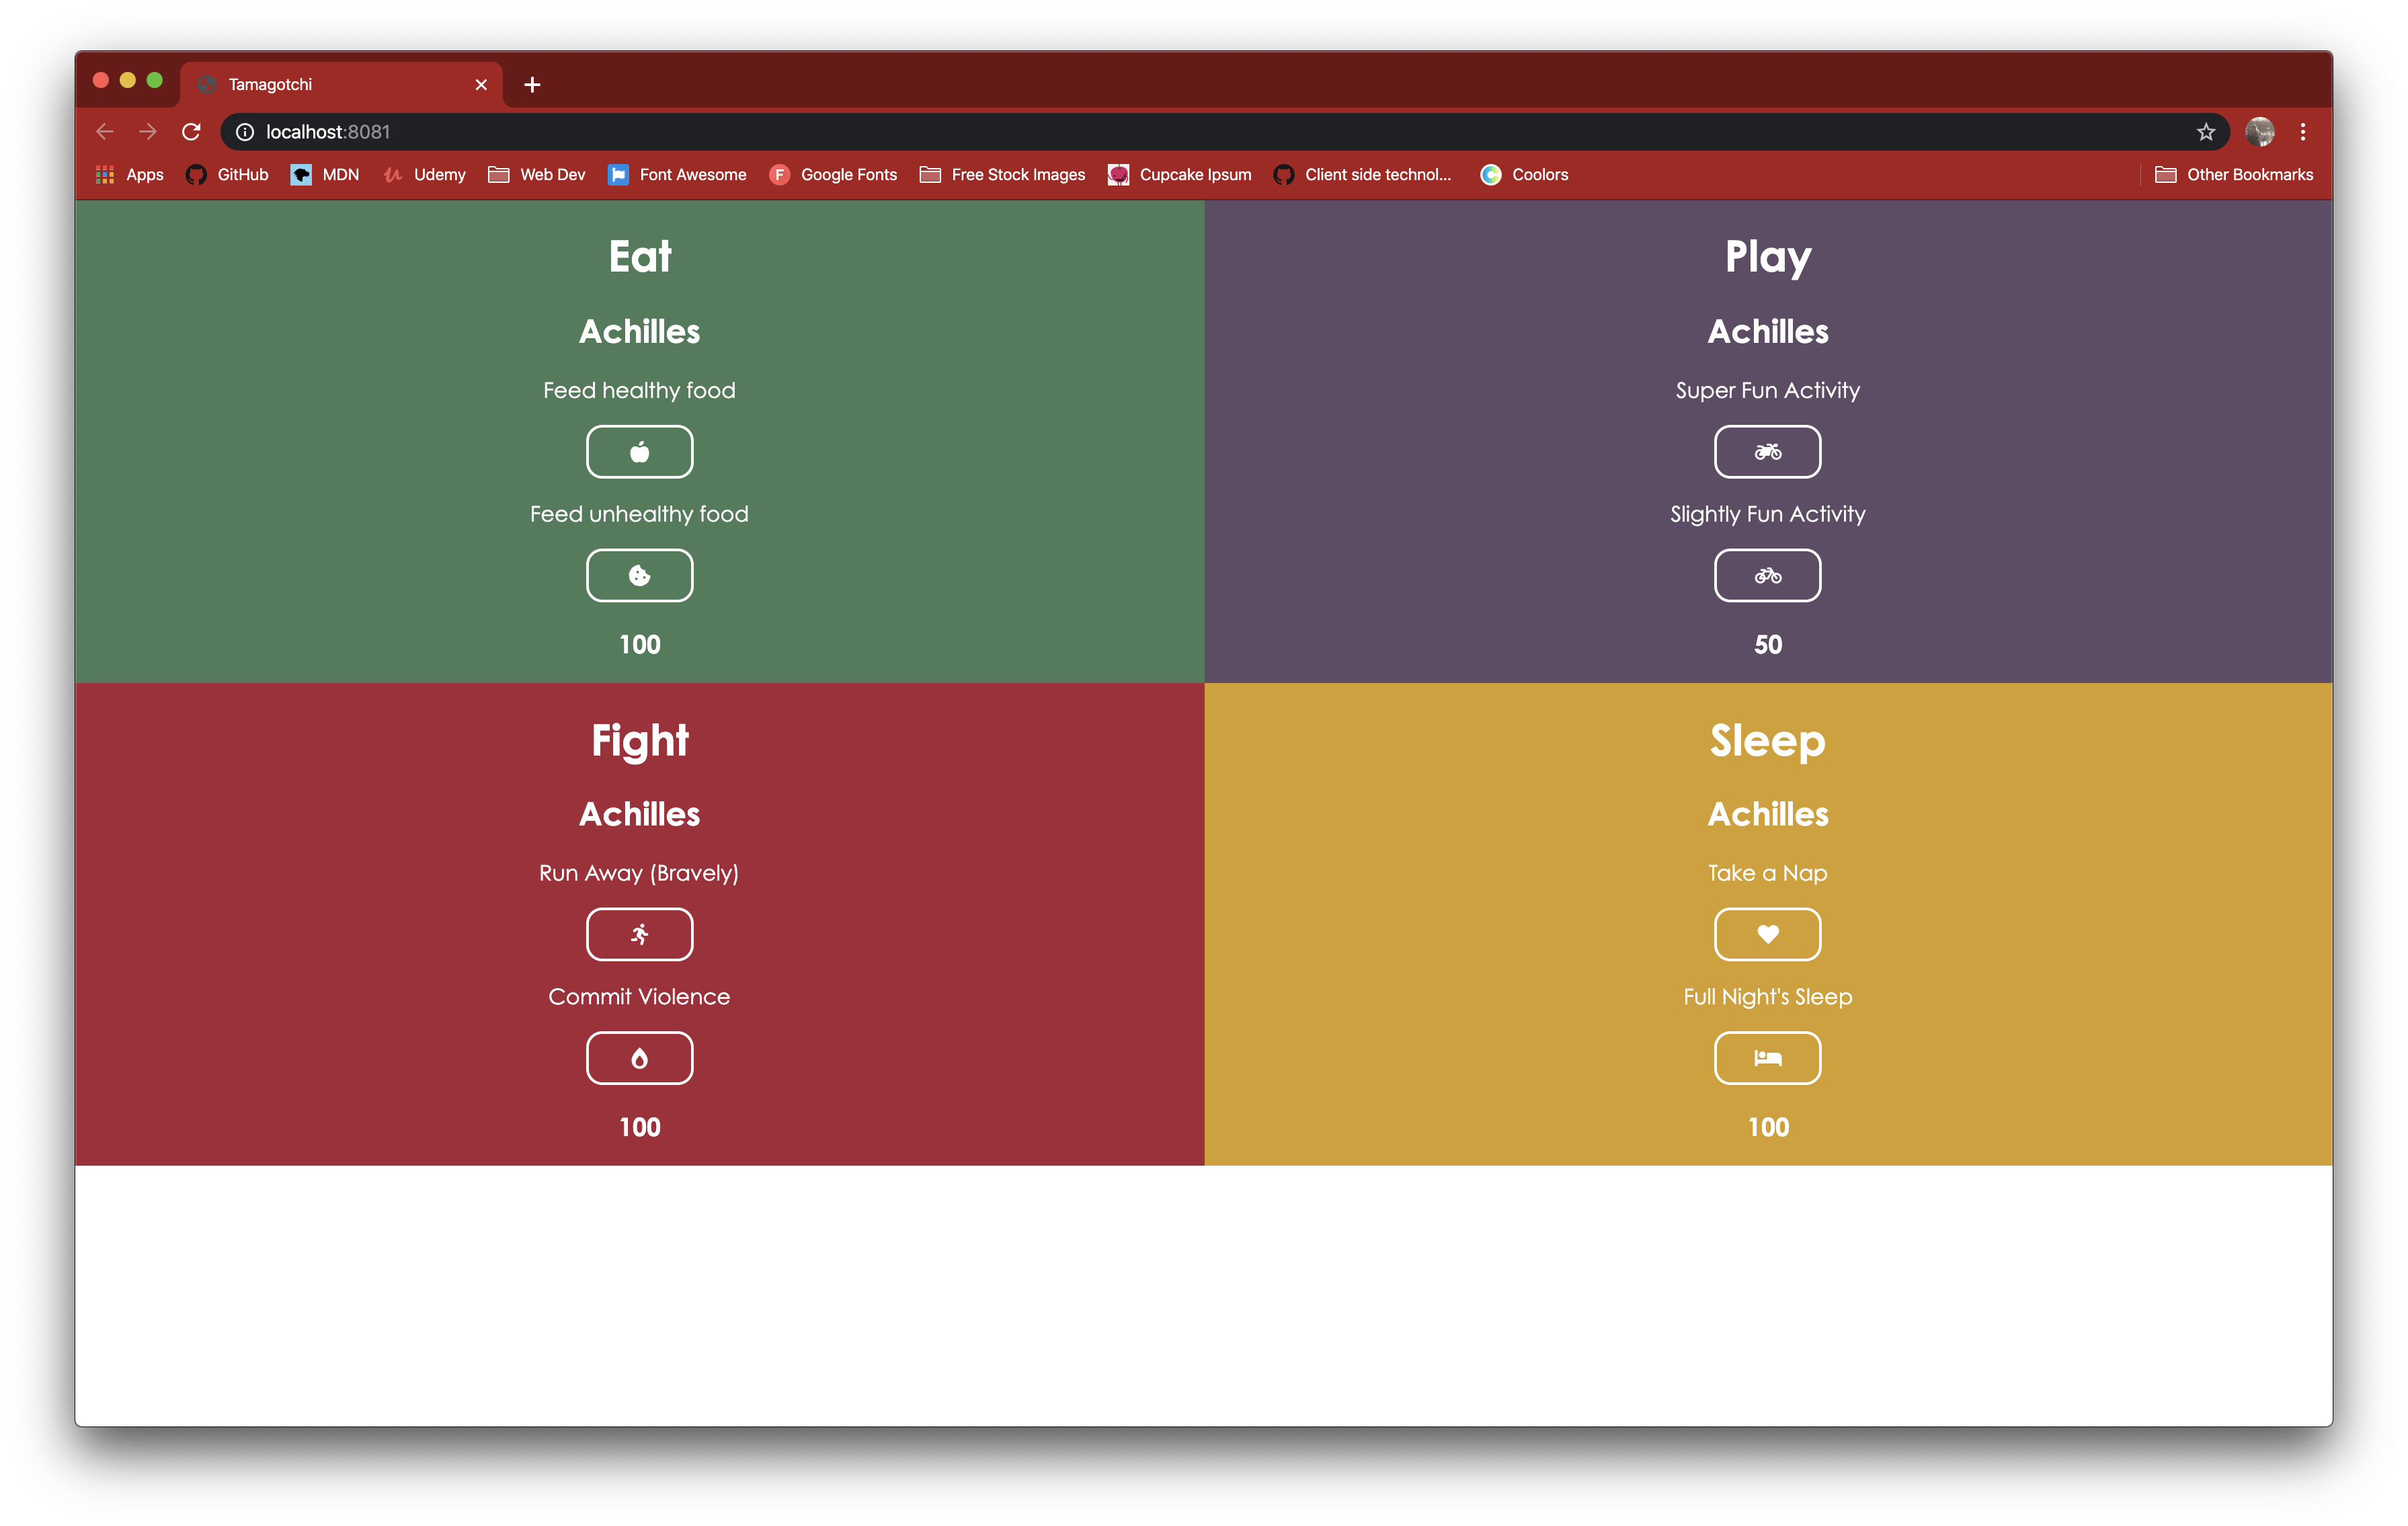 Tamagotchi
localhost:8081
Apps GitHub MDN Udemy Web Dev Font Awesome F Google Fonts Free Stock Images Cupcake Ipsum Client side technol... Coolors Other Bookmarks
Eat
Achilles
Feed healthy food
Feed unhealthy food
100
Play
Achilles
Super Fun Activity
Slightly Fun Activity
50
Fight
Achilles
Run Away (Bravely)
Commit Violence
100
Sleep
Achilles
Take a Nap
Full Night's Sleep
100